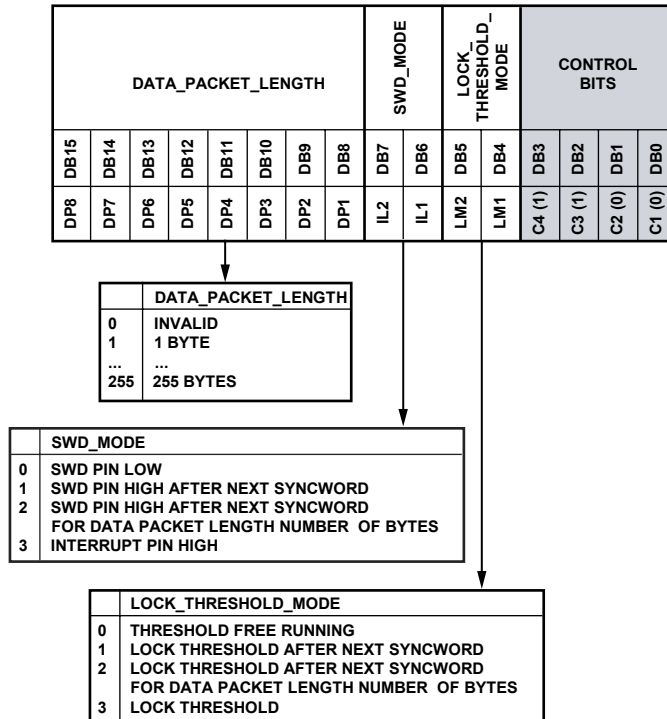 DATA_PACKET_LENGTH
SWD_MODE
LOCK_
THRESHOLD_
MODE
CONTROL
BITS
DB15 DB14 DB13 DB12 DB11 DB10 DB9 DB8 DB7 DB6 DB5 DB4 DB3 DB2 DB1 DB0
DP8 DP7 DP6 DP5 DP4 DP3 DP2 DP1 IL2 IL1 LM2 LM1 C4 (1) C3 (1) C2 (0) C1 (0)
DATA_PACKET_LENGTH
0 INVALID
1 1 BYTE
... ...
255 255 BYTES
SWD_MODE
0 SWD PIN LOW
1 SWD PIN HIGH AFTER NEXT SYNCWORD
2 SWD PIN HIGH AFTER NEXT SYNCWORD
FOR DATA PACKET LENGTH NUMBER OF BYTES
3 INTERRUPT PIN HIGH
LOCK_THRESHOLD_MODE
0 THRESHOLD FREE RUNNING
1 LOCK THRESHOLD AFTER NEXT SYNCWORD
2 LOCK THRESHOLD AFTER NEXT SYNCWORD
FOR DATA PACKET LENGTH NUMBER OF BYTES
3 LOCK THRESHOLD